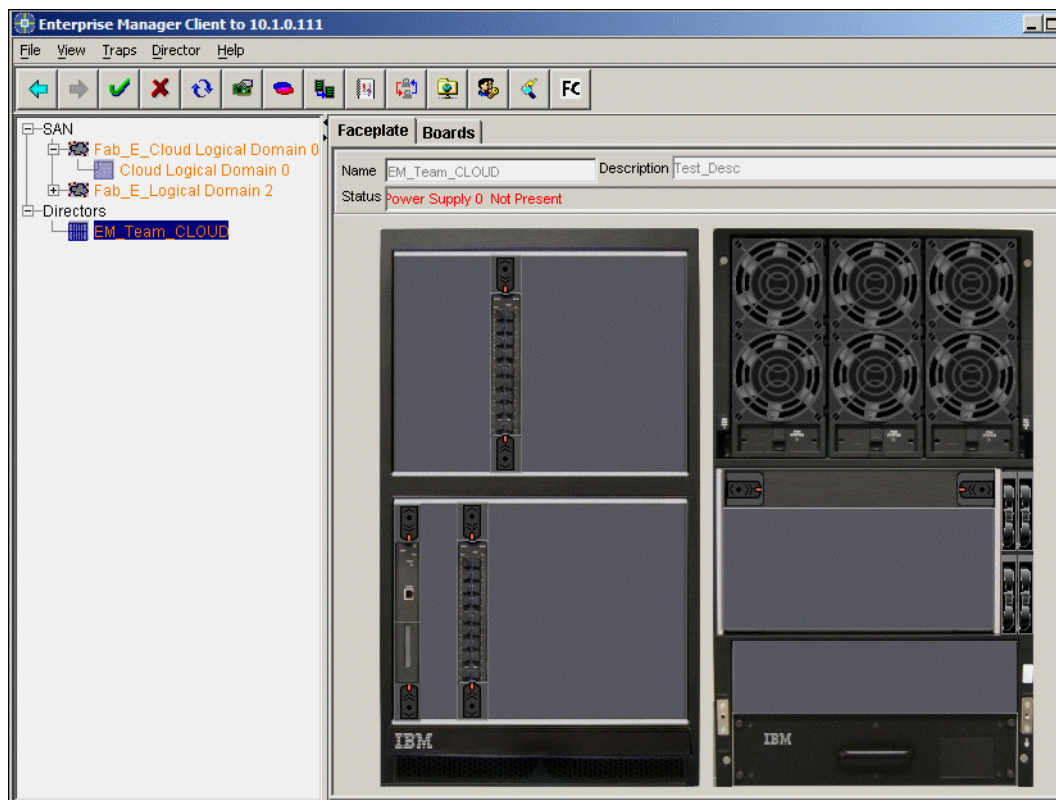 Enterprise Manager Client to 10.1.0.111
File View Traps Director Help
FC
SAN
Fab_E_Cloud Logical Domain 0
Cloud Logical Domain 0
Fab_E_Logical Domain 2
Directors
EM_Team_CLOUD
Faceplate Boards
Name EM_Team_CLOUD Description Test_Desc
Status Power Supply 0 Not Present
IBM
IBM